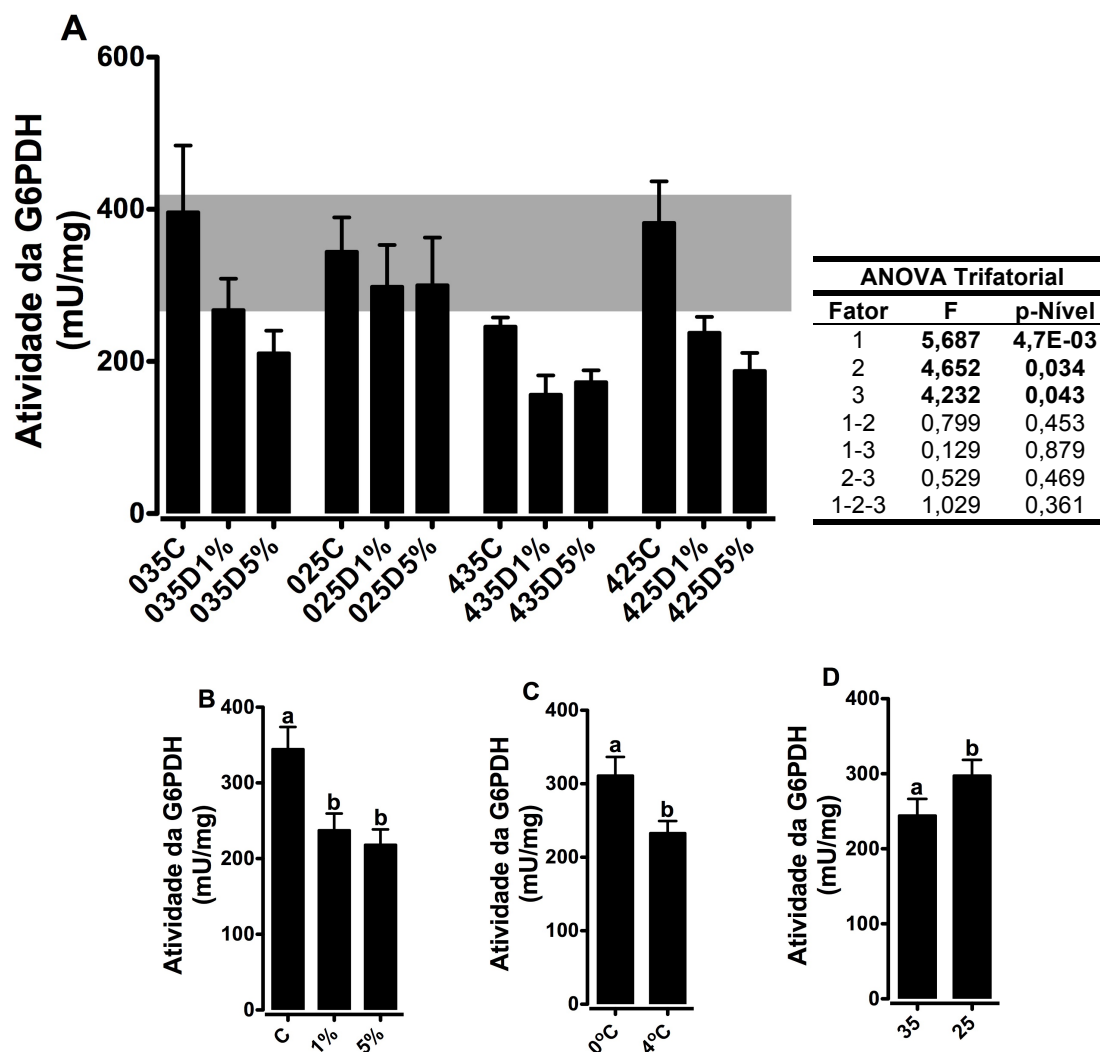 A
Atividade da G6PDH
(mU/mg)
600
400
200
0
035C
035D1%
035D5%
025C
025D1%
025D5%
435C
435D1%
435D5%
425C
425D1%
425D5%
ANOVA Trifatorial
Fator F p-Nível
1 5,687 4,7E-03
2 4,652 0,034
3 4,232 0,043
1-2 0,799 0,453
1-3 0,129 0,879
2-3 0,529 0,469
1-2-3 1,029 0,361
B
Atividade da G6PDH
(mU/mg)
400
300
200
100
0
a
b
b
C
1%
5%
C
Atividade da G6PDH
(mU/mg)
400
300
200
100
0
a
b
0ºC
4ºC
D
Atividade da G6PDH
(mU/mg)
400
300
200
100
0
a
b
35
25